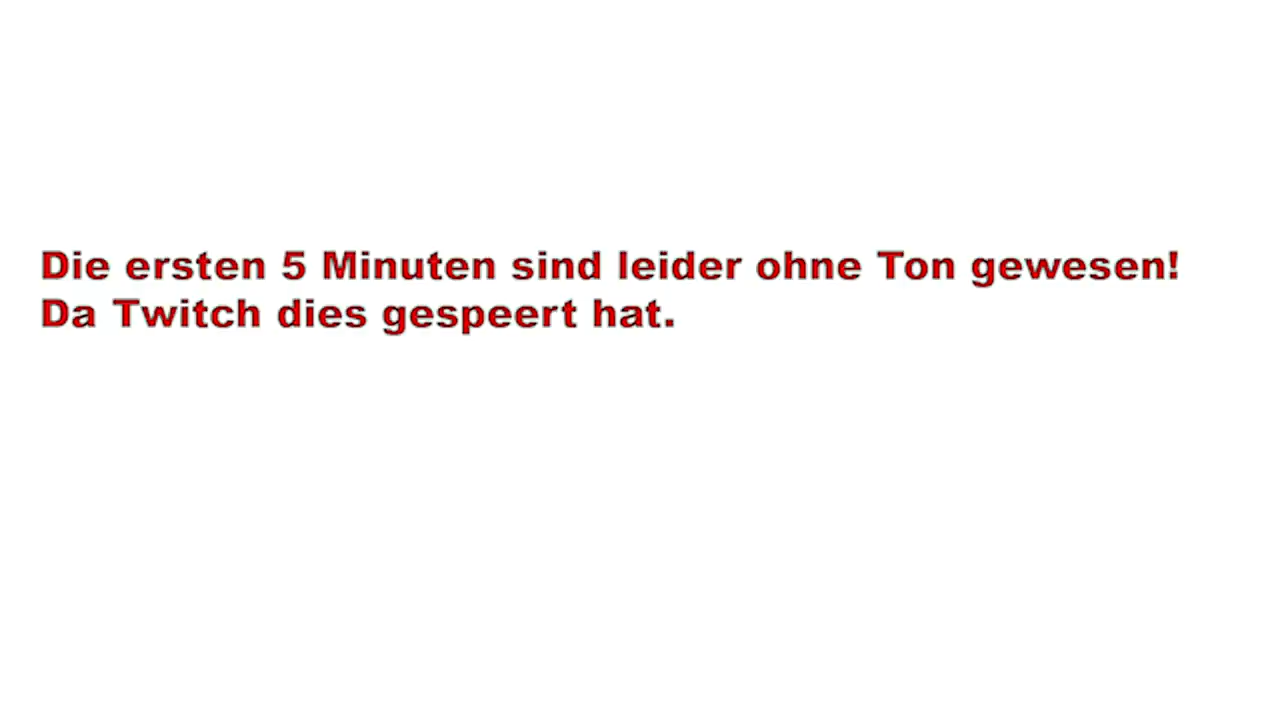 Die ersten 5 Minuten sind leider ohne Ton gewesen!
Da Twitch dies gespeert hat.